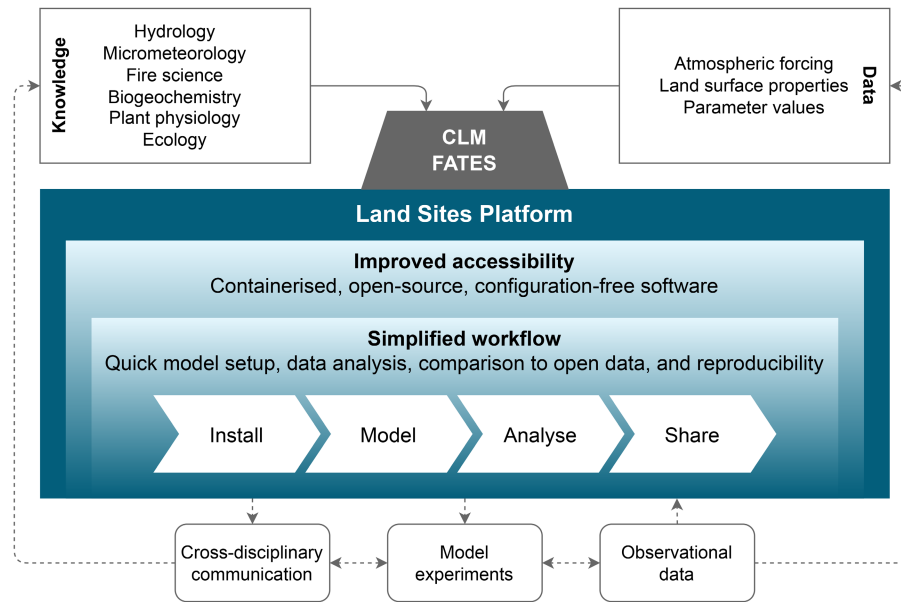 Knowledge
Hydrology
Micrometeorology
Fire science
Biogeochemistry
Plant physiology
Ecology
Atmospheric forcing
Land surface properties
Parameter values
Data
CLM
FATES
Land Sites Platform
Improved accessibility
Containerised, open-source, configuration-free software
Simplified workflow
Quick model setup, data analysis, comparison to open data, and reproducibility
Install
Model
Analyse
Share
Cross-disciplinary
communication
Model
experiments
Observational
data